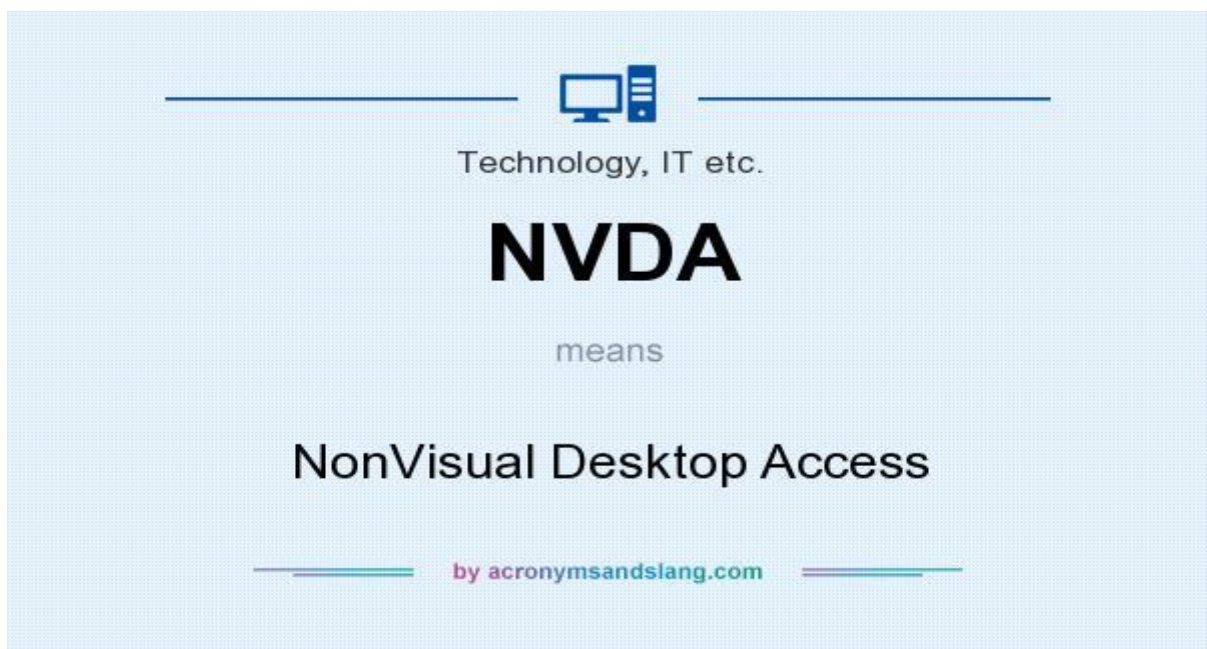 Technology, IT etc.
NVDA
means
NonVisual Desktop Access
by acronymsandslang.com